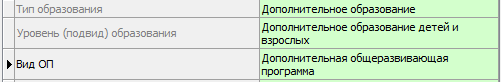 Тип образования Дополнительное образование
Уровень (подвид) образования Дополнительное образование детей и
взрослых
Вид ОП Дополнительная общеразвивающая
программа